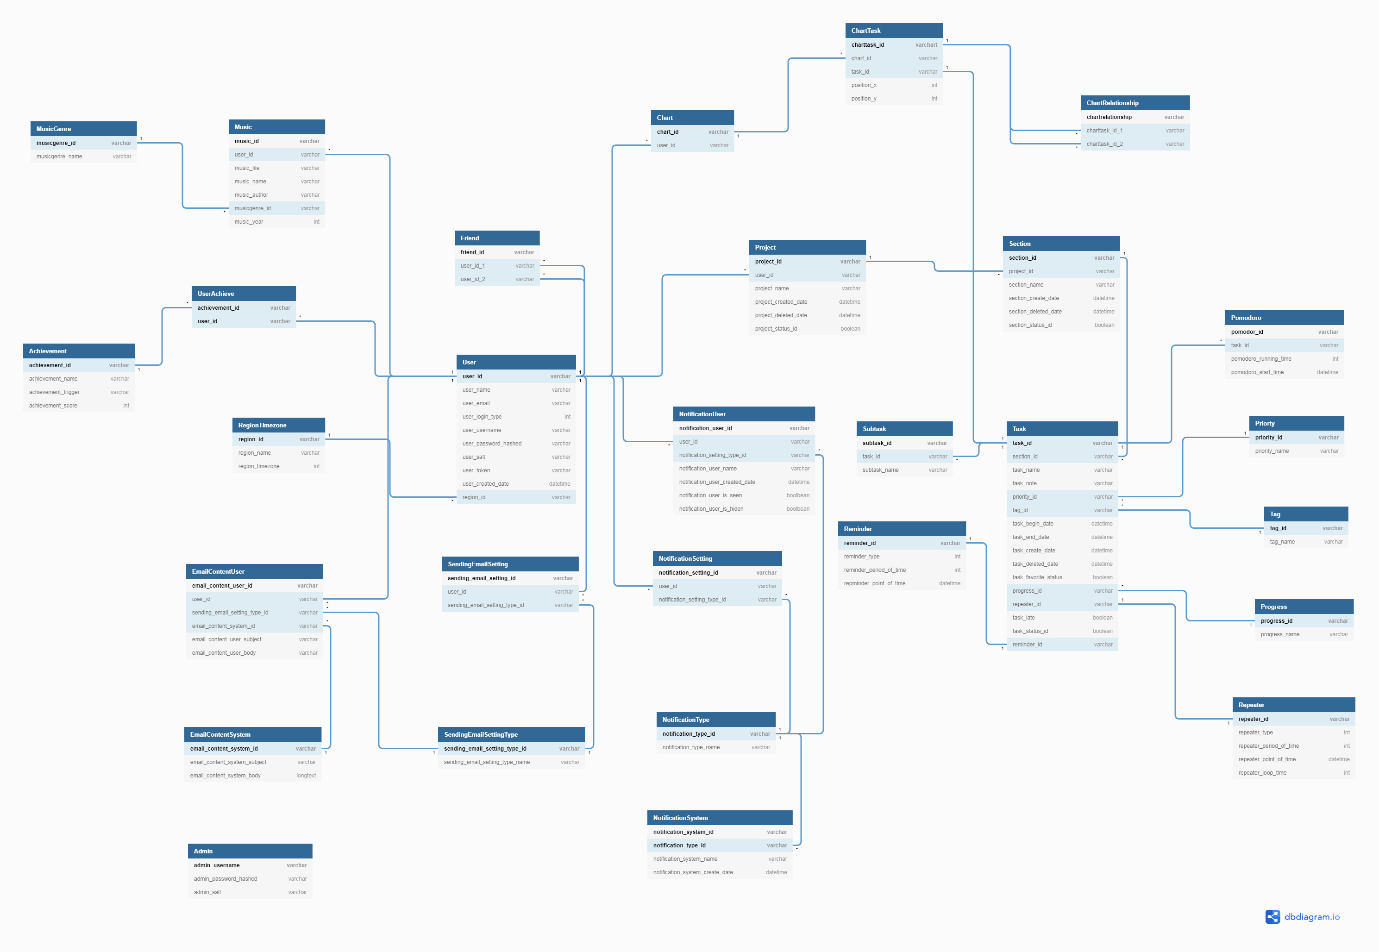 ChartTask
charttask_id varchart
chart_id varchar
task_id varchar
position_x int
position_y int
ChartRelationship
chartrelationship varchar
charttask_id_1 varchar
charttask_id_2 varchar
Chart
chart_id varchar
user_id varchar
MusicGenre
musicgenre_id varchar
musicgenre_name varchar
Music
music_id varchar
user_id varchar
music_file varchar
music_name varchar
music_author varchar
musicgenre_id varchar
music_year int
Friend
friend_id varchar
user_id_1 varchar
user_id_2 varchar
Project
project_id varchar
user_id varchar
project_name varchar
project_created_date datetime
project_deleted_date datetime
project_status_id boolean
Section
section_id varchar
project_id varchar
section_name varchar
section_create_date datetime
section_deleted_date datetime
section_status_id boolean
UserAchieve
achievement_id varchar
user_id varchar
Pomodoro
pomodor_id varchar
task_id varchar
pomodoro_running_time int
pomodoro_start_time datetime
Achievement
achievement_id varchar
achievement_name varchar
achievement_trigger varchar
achievement_score int
User
user_id varchar
user_name varchar
user_email varchar
user_login_type int
user_username varchar
user_password_hashed varchar
user_salt varchar
user_token varchar
user_created_date datetime
region_id varchar
RegionTimezone
region_id varchar
region_name varchar
region_timezone int
NotificationUser
notification_user_id varchar
user_id varchar
notification_setting_type_id varchar
notification_user_name varchar
notification_user_created_date datetime
notification_user_is_seen boolbean
notification_user_is_hiden boolbean
Subtask
subtask_id varchar
task_id varchar
subtask_name varchar
Task
task_id varchar
section_id varchar
task_name varchar
task_note varchar
priority_id varchar
tag_id varchar
task_begin_date datetime
task_end_date datetime
task_create_date datetime
task_deleted_date datetime
task_favorite_status boolean
progress_id varchar
repeater_id varchar
task_late boolean
task_status_id boolean
reminder_id varchar
Priorty
priority_id varchar
priority_name varchar
Tag
tag_id varchar
tag_name varchar
Reminder
reminder_id varchar
reminder_type int
reminder_period_of_time int
repminder_point_of_time datetime
EmailContentUser
email_content_user_id varchar
user_id varchar
sending_email_setting_type_id varchar
email_content_system_id varchar
email_content_user_subject varchar
email_content_user_body varchar
SendingEmailSetting
sending_email_setting_id varchar
user_id varchar
sending_email_setting_type_id varchar
NotificationSetting
notification_setting_id varchar
user_id varchar
notification_setting_type_id varchar
Progress
progress_id varchar
progress_name varchar
Repeater
repeater_id varchar
repeater_type int
repeater_period_of_time int
repeater_point_of_time datetime
repeater_loop_time int
EmailContentSystem
email_content_system_id varchar
email_content_system_subject varchar
email_content_system_body longtext
SendingEmailSettingType
sending_email_setting_type_id varchar
sending_email_setting_type_name varchar
NotificationType
notification_type_id varchar
notification_type_name varchar
NotificationSystem
notification_system_id varchar
notification_type_id varchar
notification_system_name varchar
notification_system_create_date datetime
Admin
admin_username varchar
admin_password_hashed varchar
admin_salt varchar
dbdiagram.io